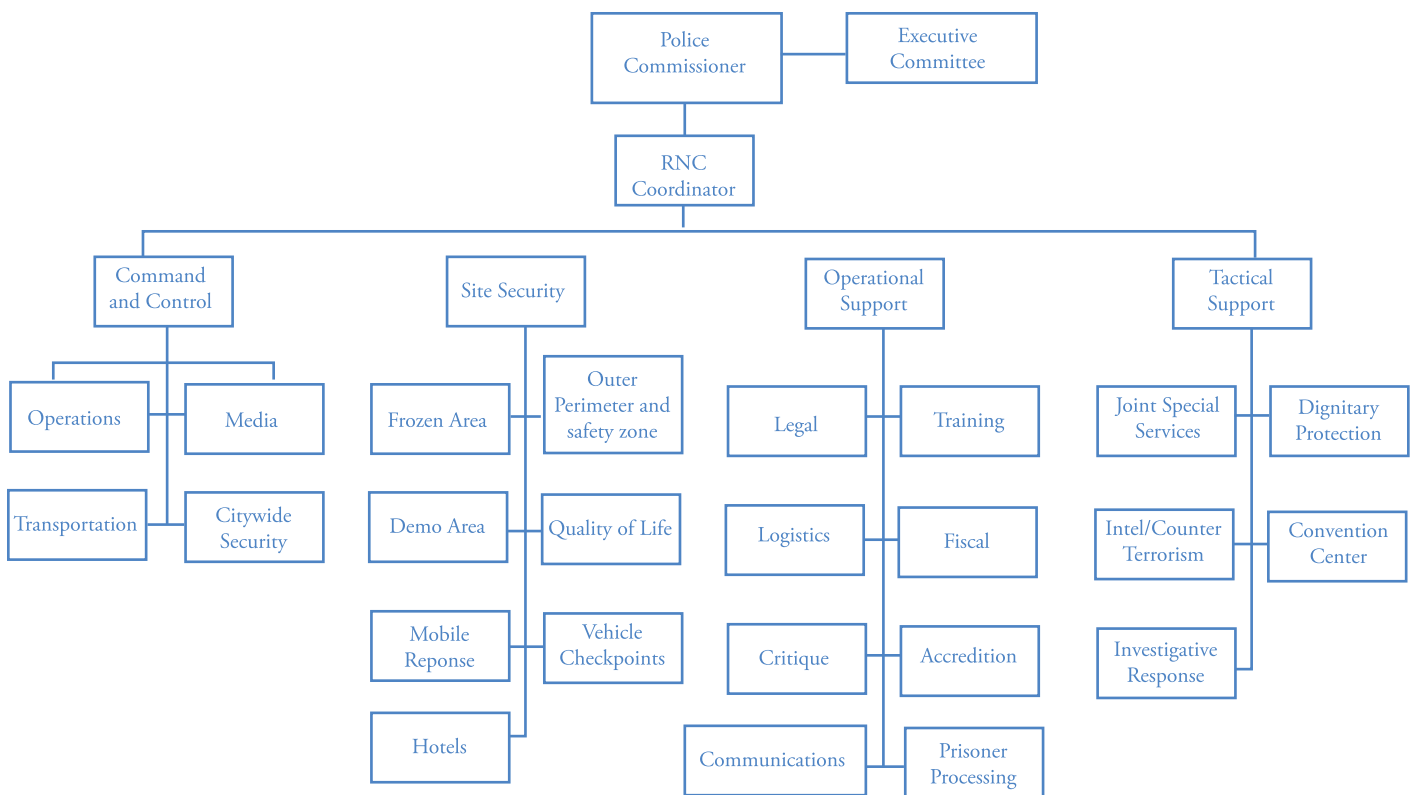 Police
Commissioner
Executive
Committee
RNC
Coordinator
Command
and Control
Site Security
Operational
Support
Tactical
Support
Operations
Media
Transportation
Citywide
Security
Frozen Area
Outer
Perimeter and
safety zone
Demo Area
Quality of Life
Mobile
Reponse
Vehicle
Checkpoints
Hotels
Legal
Training
Logistics
Fiscal
Critique
Accredition
Communications
Prisoner
Processing
Joint Special
Services
Dignitary
Protection
Intel/Counter
Terrorism
Convention
Center
Investigative
Response